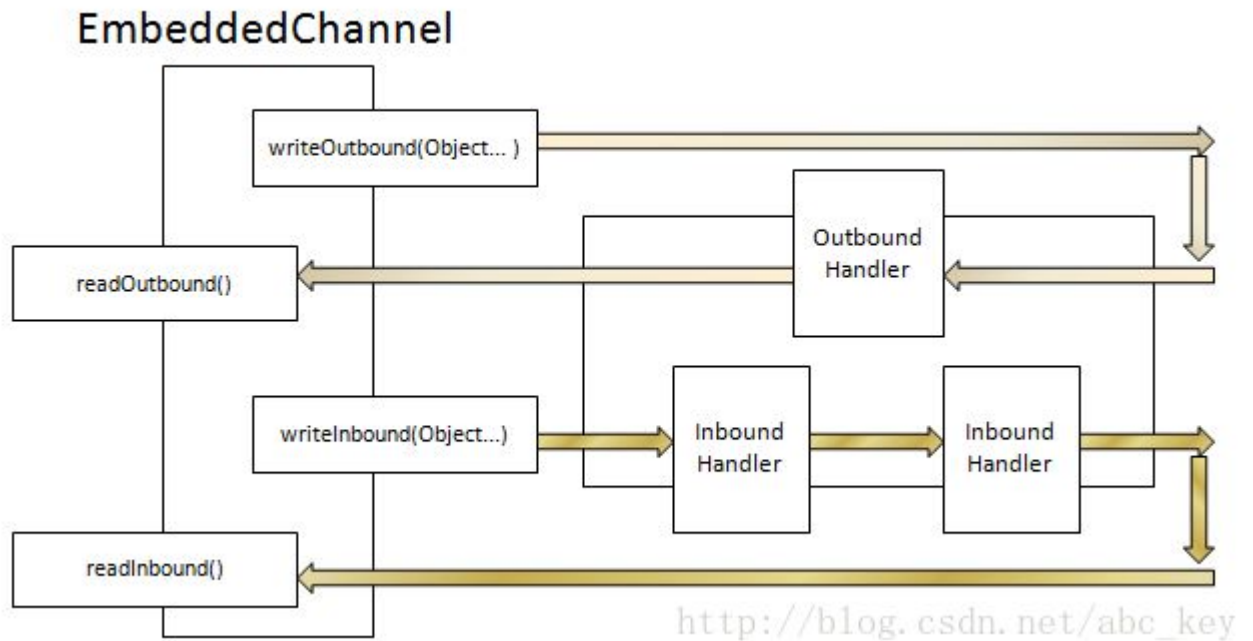 EmbeddedChannel
writeOutbound(Object... )
Outbound
Handler
readOutbound()
writeInbound(Object...)
Inbound
Handler
Inbound
Handler
readInbound()
http://blog.csdn.net/abc_key